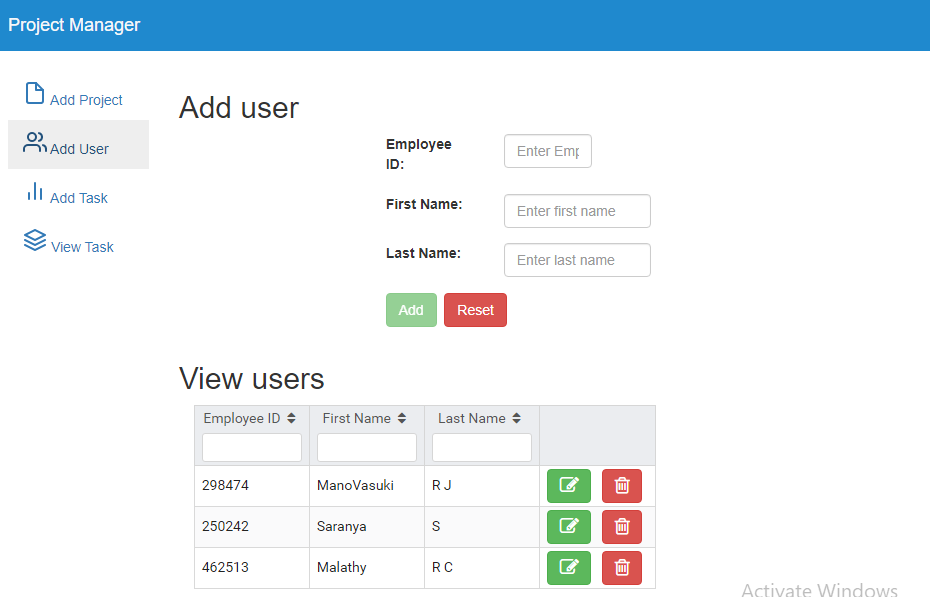 Project Manager
Add Project
Add User
Add Task
View Task
Add user
Employee
ID:
Enter Emp
First Name:
Enter first name
Last Name:
Enter last name
Add Reset
View users
Employee ID First Name Last Name
298474 ManoVasuki R J
250242 Saranya S
462513 Malathy R C
Activate Windows